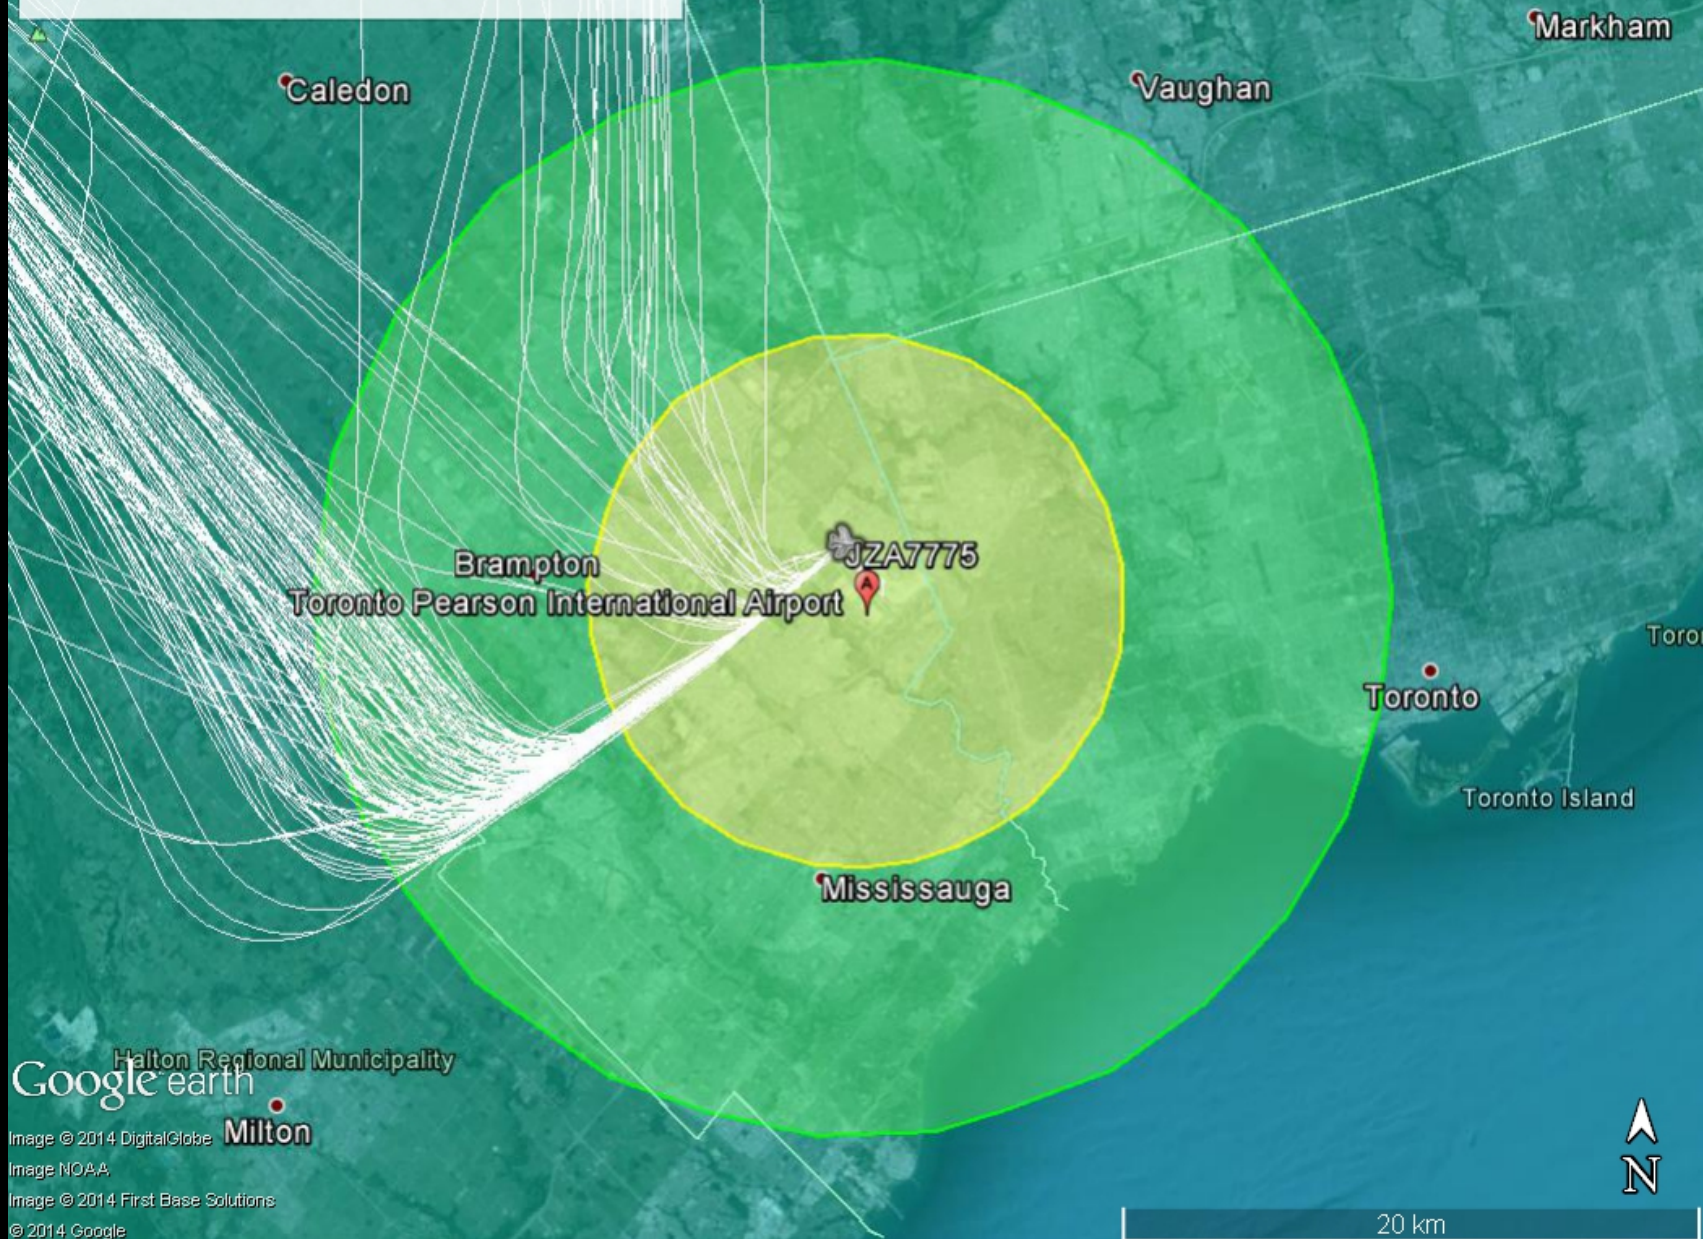 Markham
Caledon
Vaughan
JZA7775
Brampton
A
Toronto Pearson International Airport
Toro
Toronto
Toronto Island
Mississauga
Halton Regional Municipality
Google earth
Milton
Image © 2014 DigitalGlobe
Image NOAA
Image © 2014 First Base Solutions
© 2014 Google
N
20 km